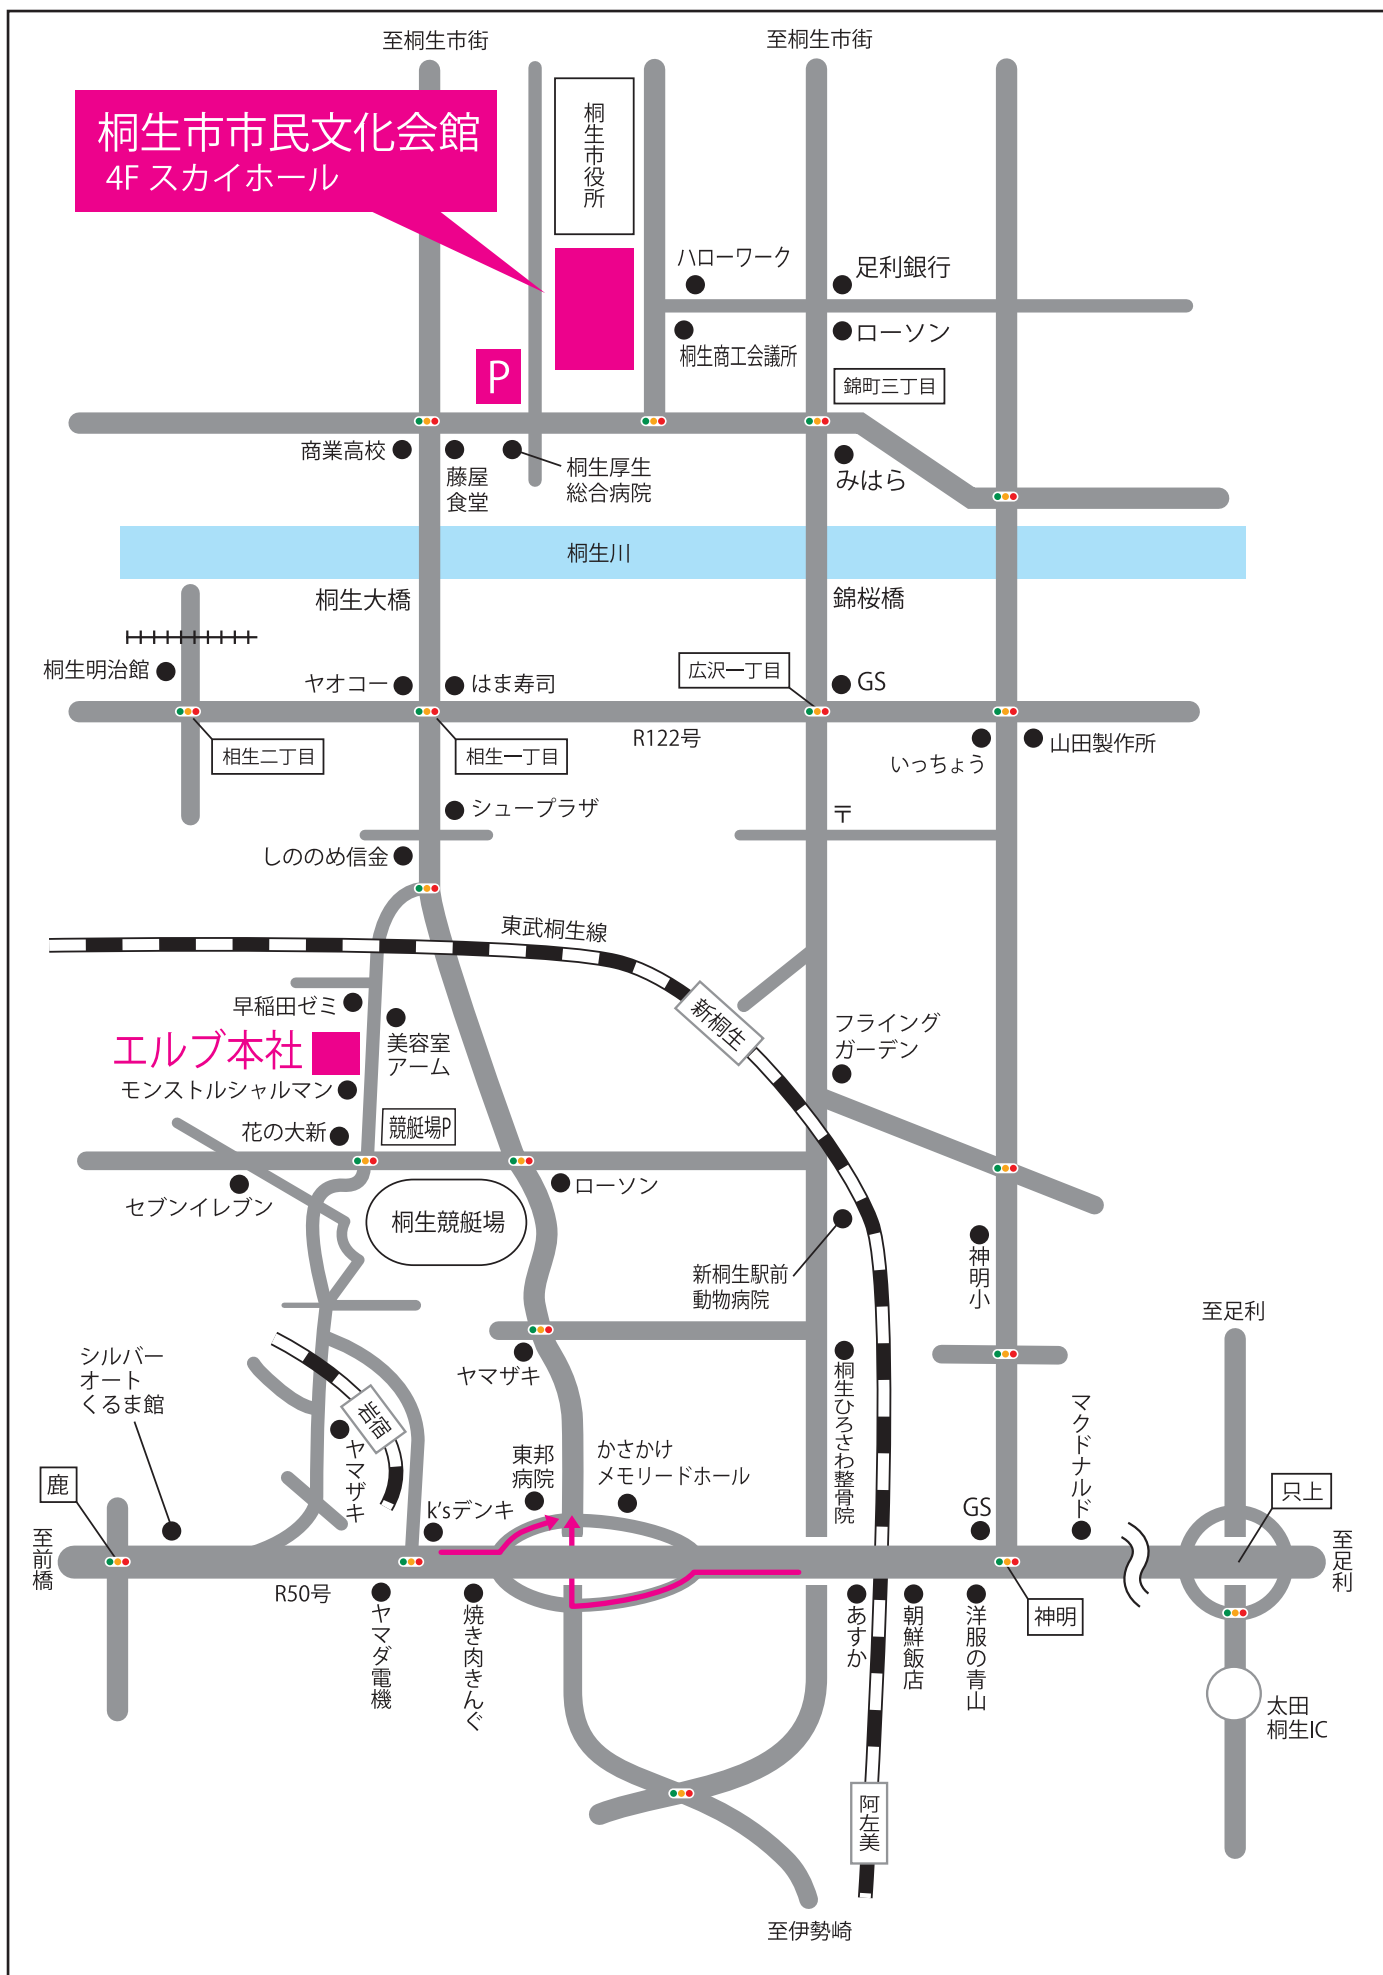 至桐生市街
至桐生市街
桐生市市民文化会館
4F スカイホール
桐生市役所
ハローワーク
足利銀行
ローソン
桐生商工会議所
P
錦町三丁目
商業高校
藤屋
食堂
桐生厚生
総合病院
みはら
桐生川
桐生大橋
錦桜橋
桐生明治館
ヤオコー
はま寿司
広沢一丁目
GS
R122号
相生二丁目
相生一丁目
いっちょう
山田製作所
シュープラザ
〒
しののめ信金
東武桐生線
早稲田ゼミ
新桐生
エルブ本社
美容室
アーム
フライング
ガーデン
モンストルシャルマン
花の大新
競艇場P
セブンイレブン
ローソン
桐生競艇場
新桐生駅前
動物病院
神明小
至足利
シルバー
オート
くるま館
ヤマザキ
桐生ひろさわ整骨院
マクドナルド
岩宿
ヤマザキ
東邦
病院
かさかけ
メモリードホール
鹿
k'sデンキ
GS
只上
至前橋
至足利
R50号
ヤマダ電機
焼き肉きんぐ
あすか
朝鮮飯店
洋服の青山
神明
太田
桐生IC
阿左美
至伊勢崎